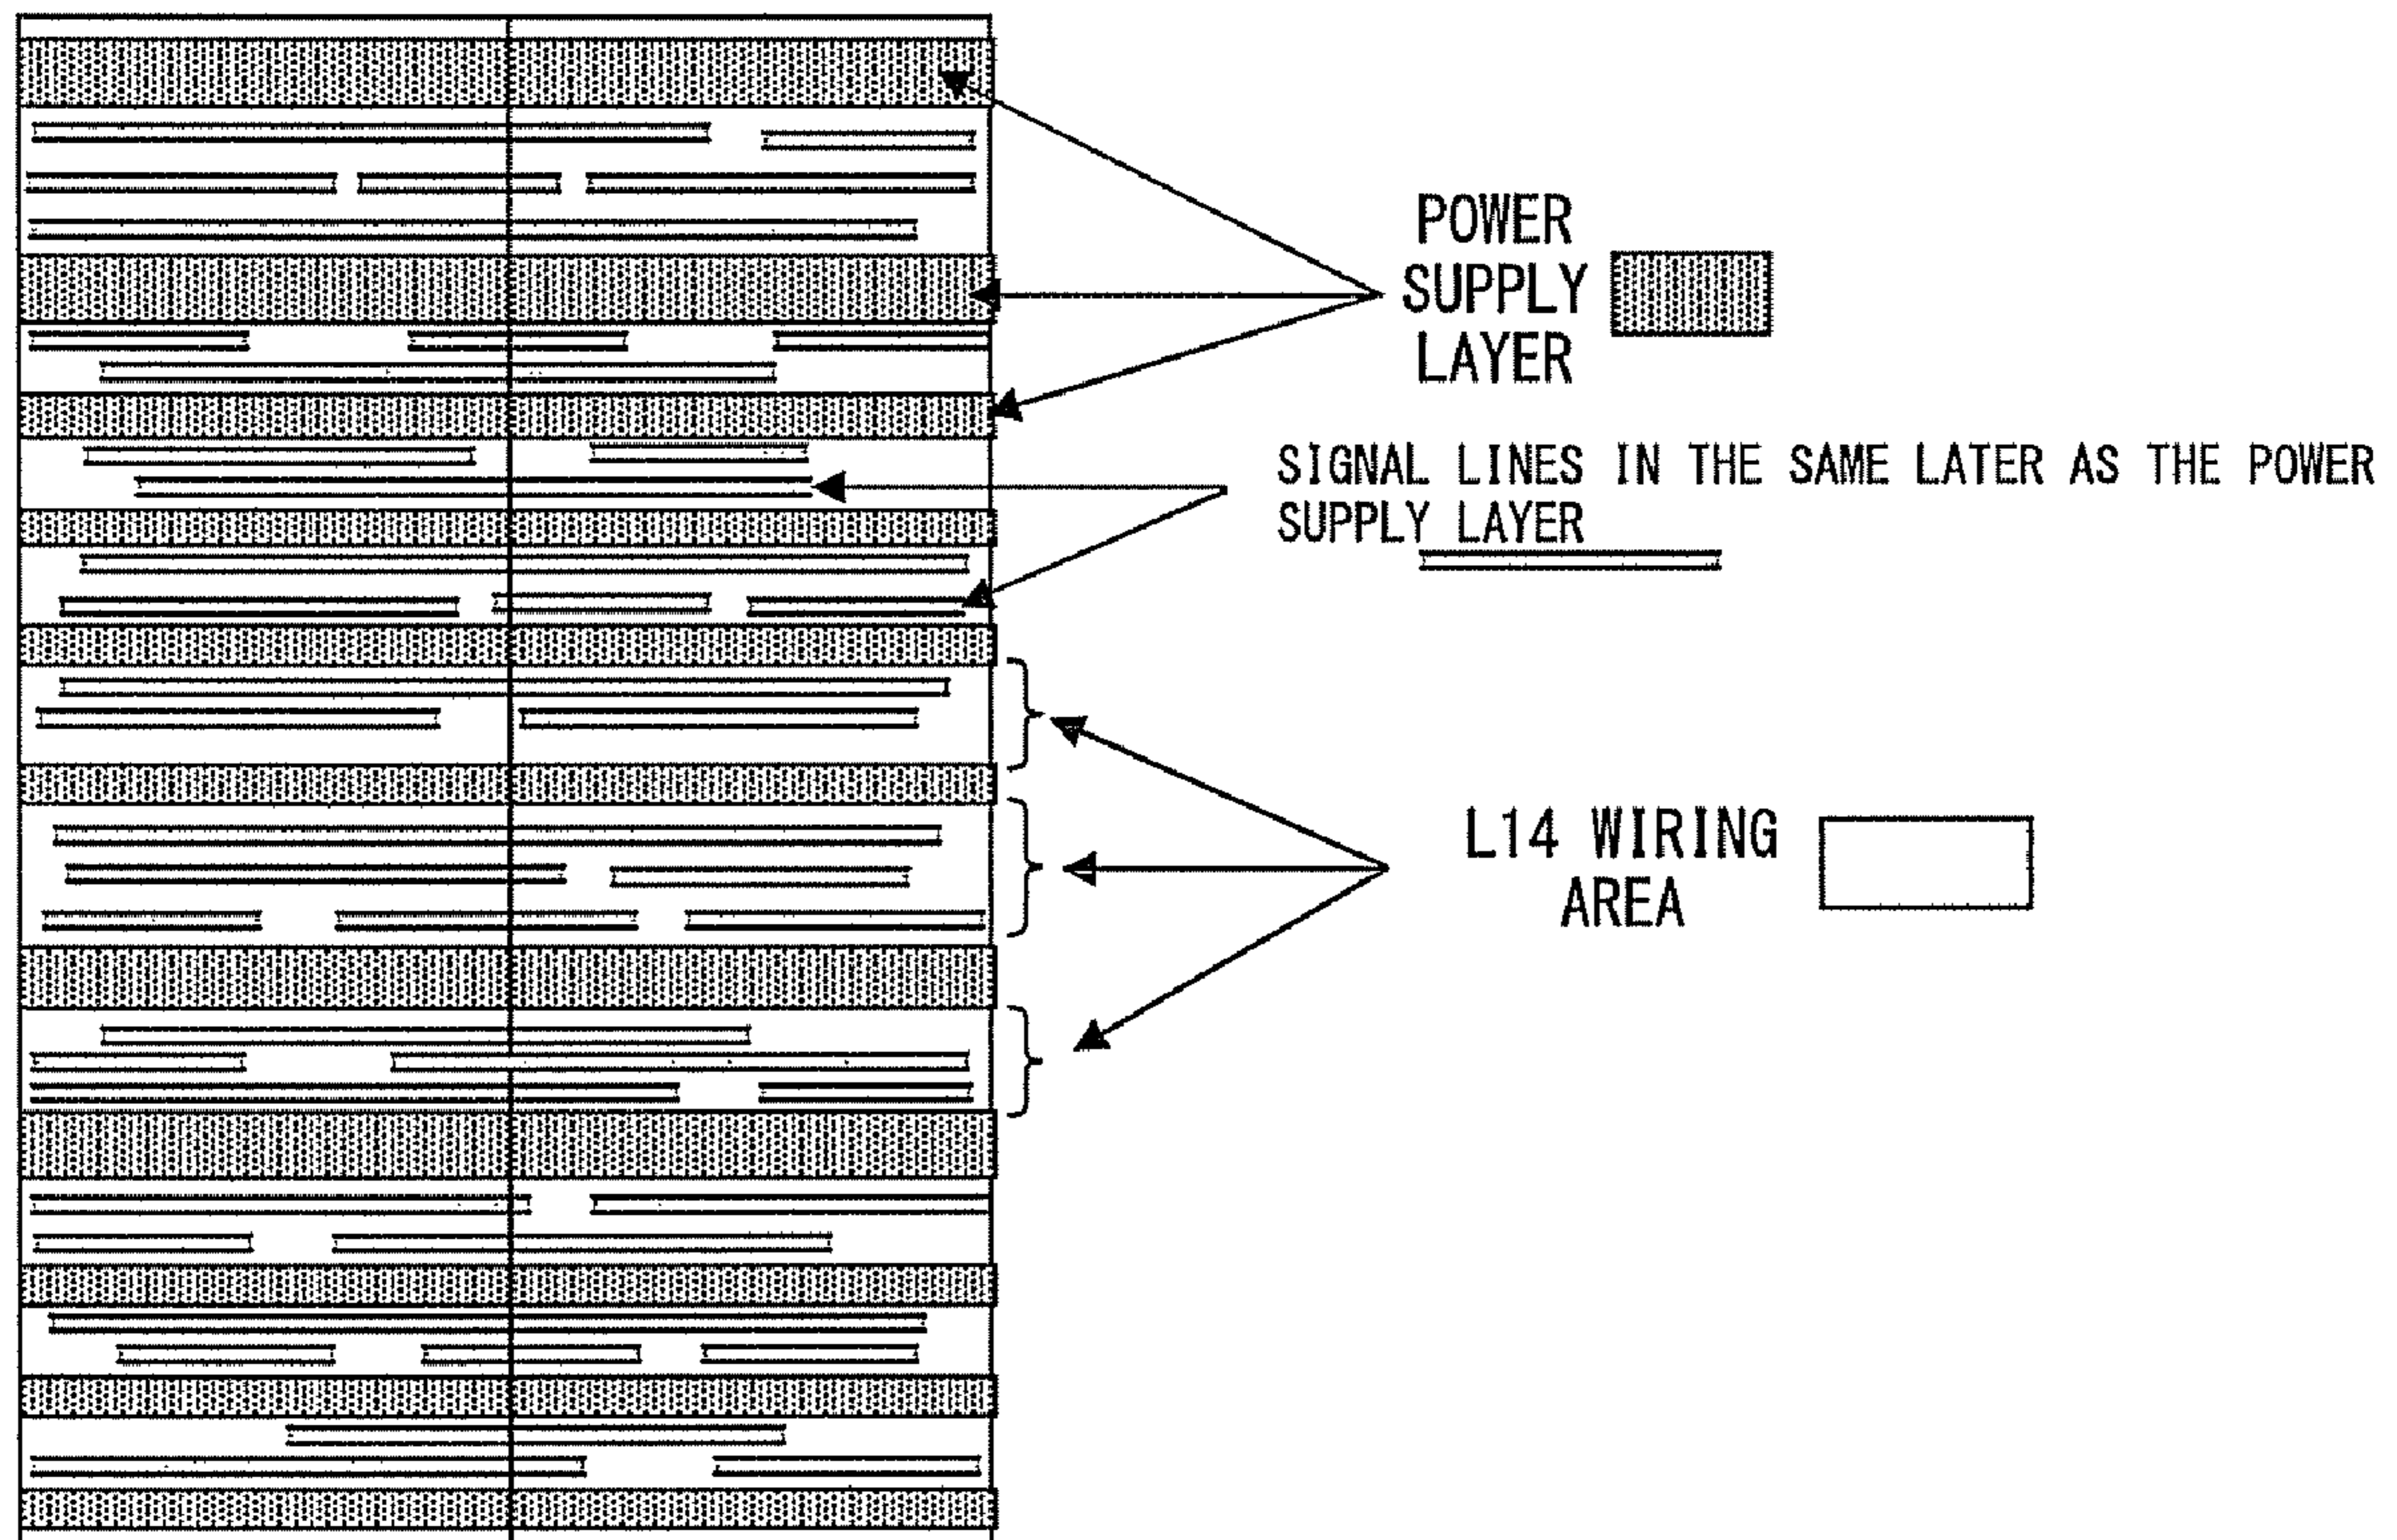 POWER
SUPPLY
LAYER
SIGNAL LINES IN THE SAME LATER AS THE POWER
SUPPLY LAYER
L14 WIRING
AREA